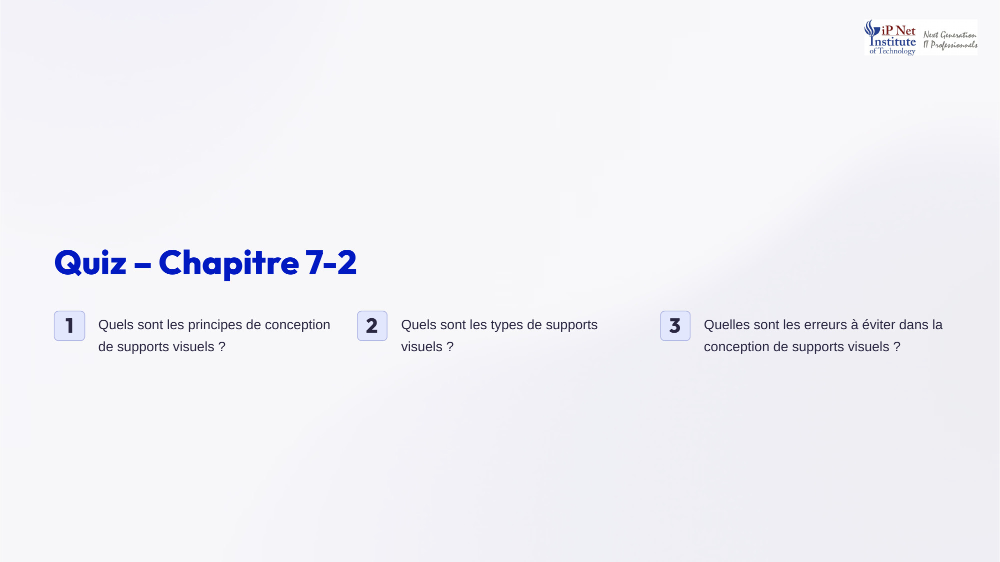 iP Net
Institute
of Technology
Next Generation
IT Professionnels
Quiz – Chapitre 7-2
1
Quels sont les principes de conception
de supports visuels ?
2
Quels sont les types de supports
visuels ?
3
Quelles sont les erreurs à éviter dans la
conception de supports visuels ?